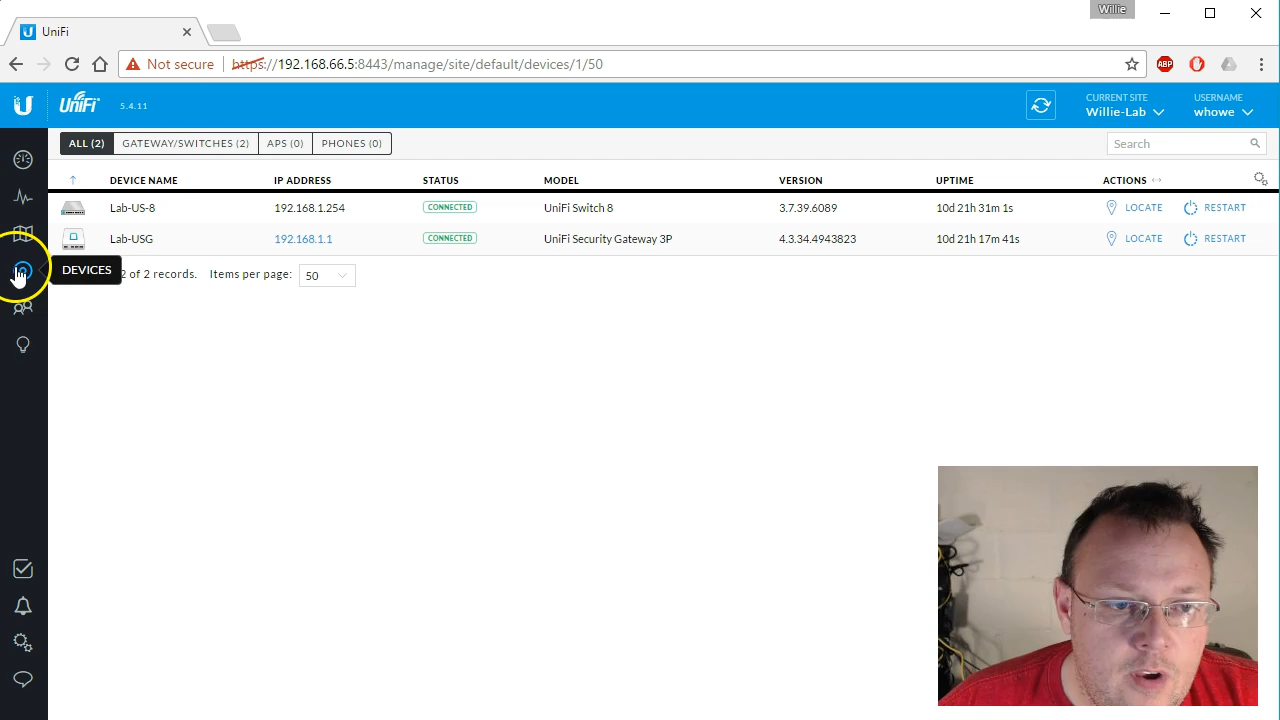 Willie
UniFi
Not secure https://192.168.66.5:8443/manage/site/default/devices/1/50 ABP
UniFi 5.4.11 CURRENT SITE USERNAME
Willie-Lab whowe
ALL (2) GATEWAY/SWITCHES (2) APS (0) PHONES (0) Search
DEVICE NAME IP ADDRESS STATUS MODEL VERSION UPTIME ACTIONS
Lab-US-8 192.168.1.254 CONNECTED UniFi Switch 8 3.7.39.6089 10d 21h 31m 1s LOCATE RESTART
Lab-USG 192.168.1.1 CONNECTED UniFi Security Gateway 3P 4.3.34.4943823 10d 21h 17m 41s LOCATE RESTART
DEVICES 2 of 2 records. Items per page: 50